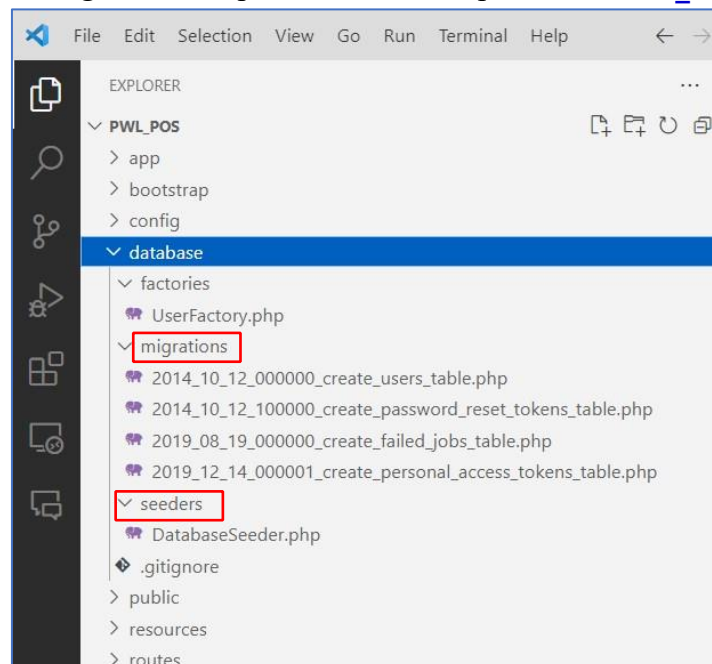 File Edit Selection View Go Run Terminal Help
EXPLORER
PWL_POS
app
bootstrap
config
database
factories
UserFactory.php
migrations
2014_10_12_000000_create_users_table.php
2014_10_12_100000_create_password_reset_tokens_table.php
2019_08_19_000000_create_failed_jobs_table.php
2019_12_14_000001_create_personal_access_tokens_table.php
seeders
DatabaseSeeder.php
.gitignore
public
resources
routes